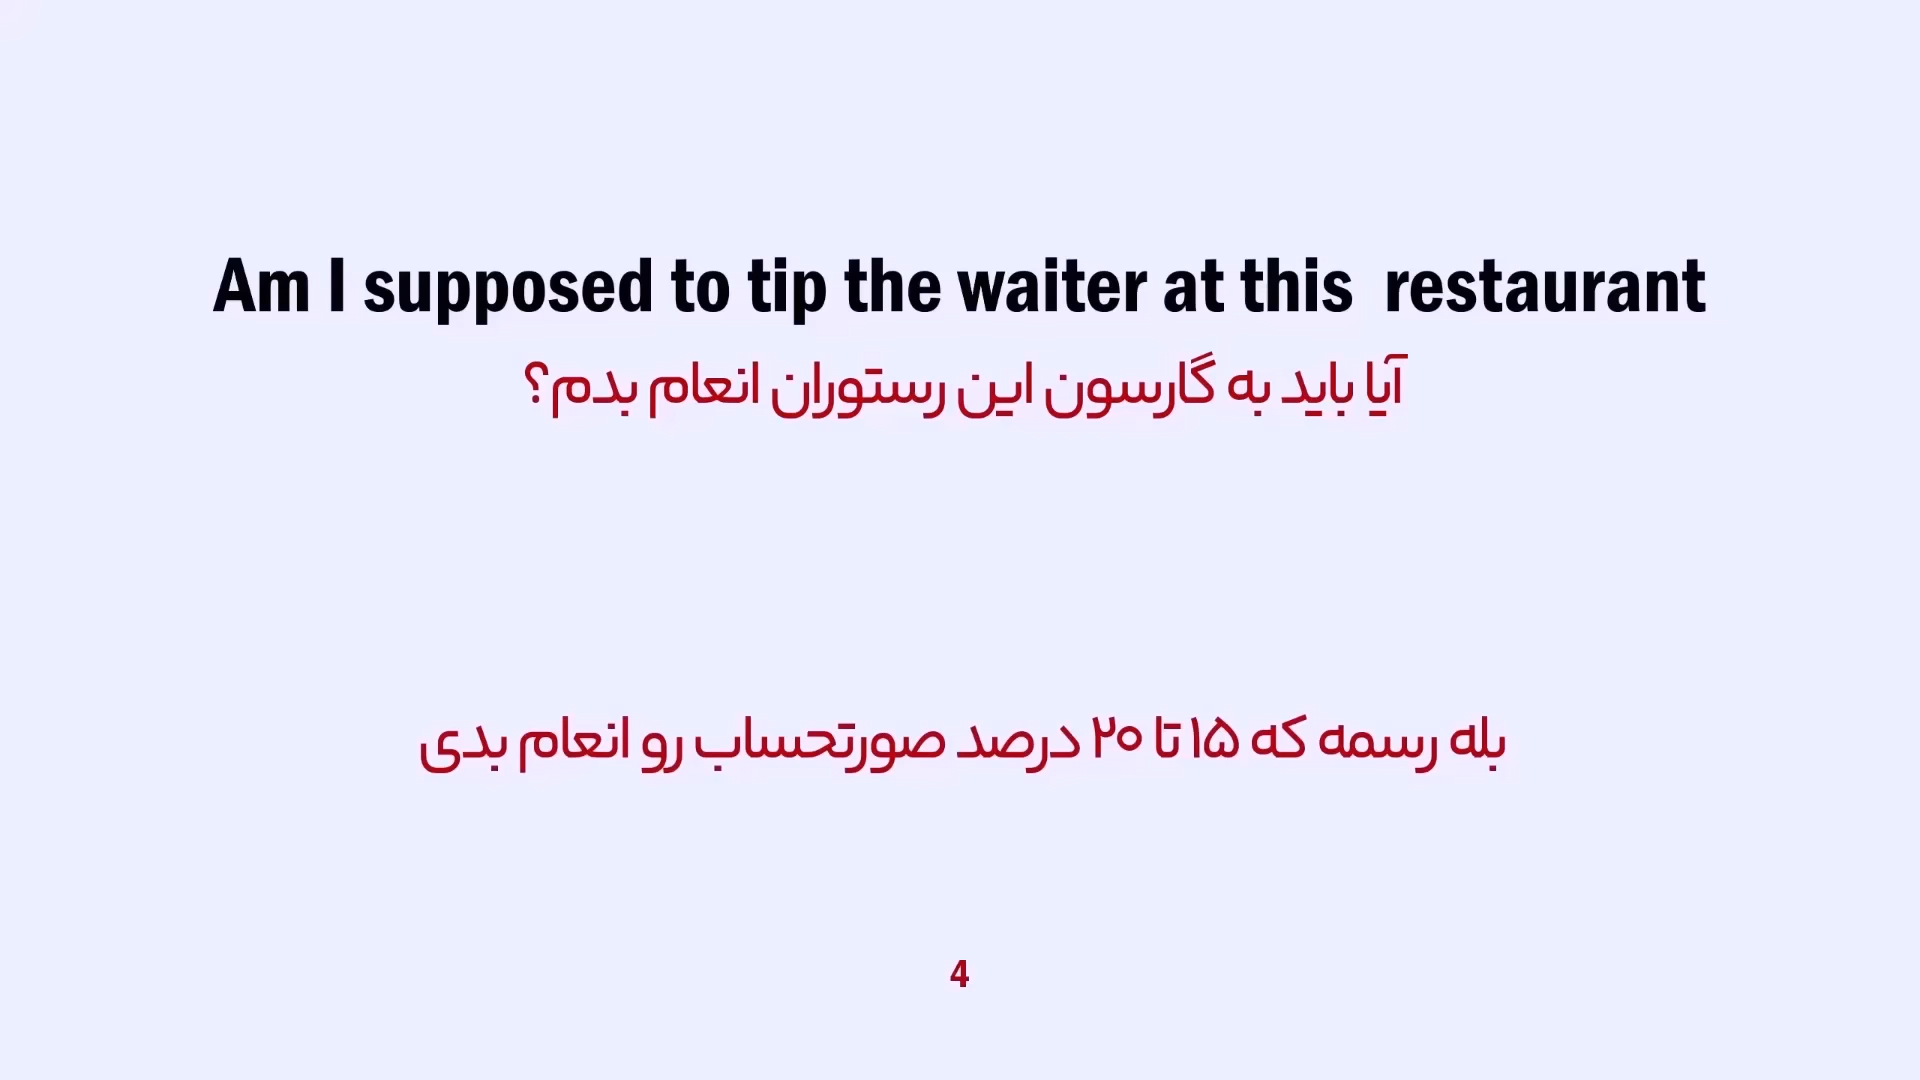 Am I supposed to tip the waiter at this  restaurant
آیا باید به گارسون این رستوران انعام بدم؟
بله رسمه که ۱۵ تا ۲۰ درصد صورتحساب رو انعام بدی
4